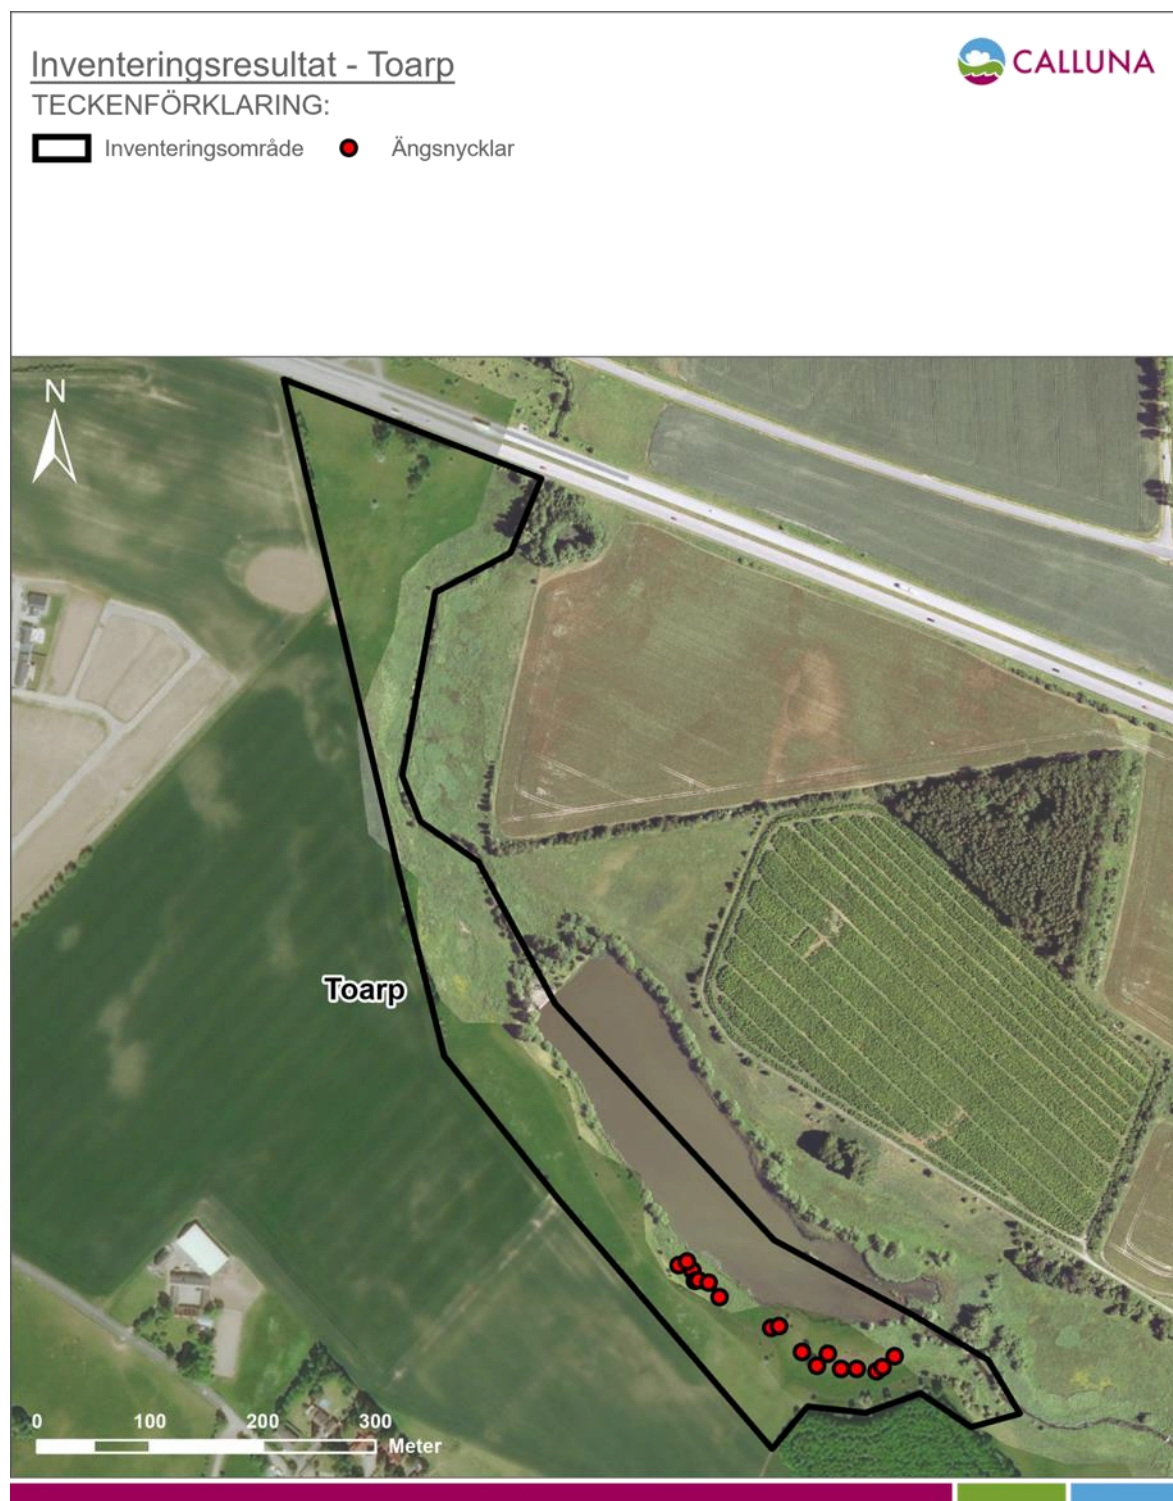 Inventeringsresultat - Toarp
CALLUNA
TECKENFÖRKLARING:
Inventeringsområde
Ängsnycklar
N
Toarp
0 100 200 300
Meter